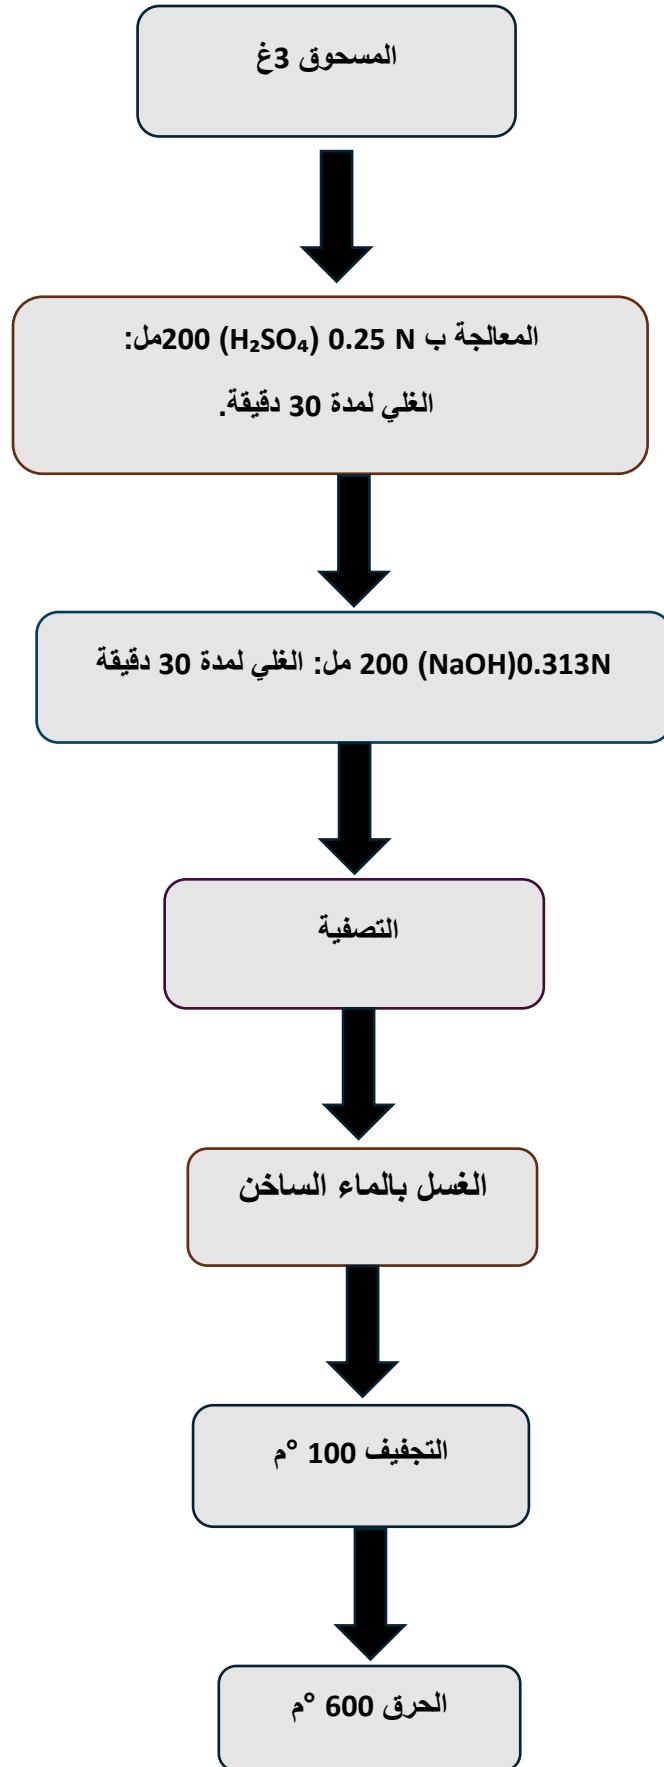 المسحوق 3غ
المعالجة ب 0.25 N (H₂SO₄) 200مل:
الغلي لمدة 30 دقيقة.
0.313N(NaOH) 200 مل: الغلي لمدة 30 دقيقة
التصفية
الغسل بالماء الساخن
التجفيف 100 °م
الحرق 600 °م